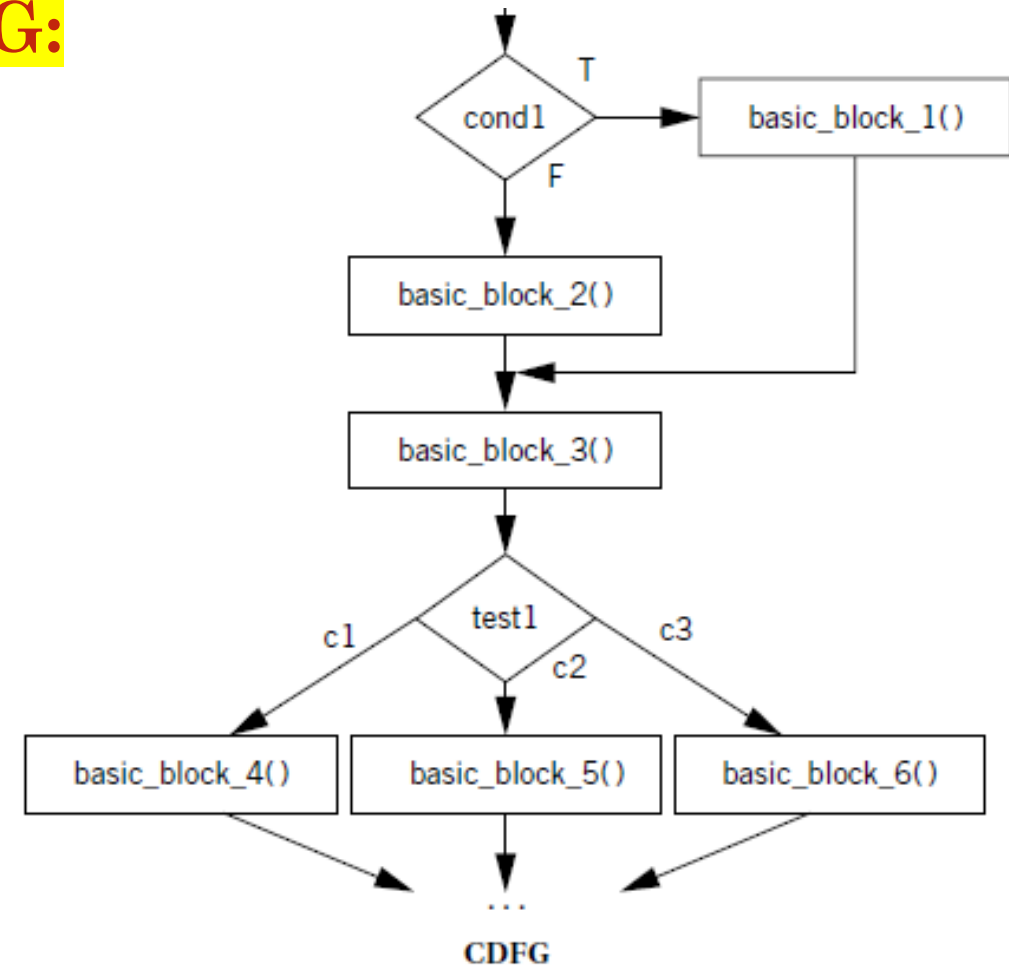 G:
T
cond1
basic_block_1()
F
basic_block_2()
basic_block_3()
test1
c1
c3
c2
basic_block_4()
basic_block_5()
basic_block_6()
...
CDFG